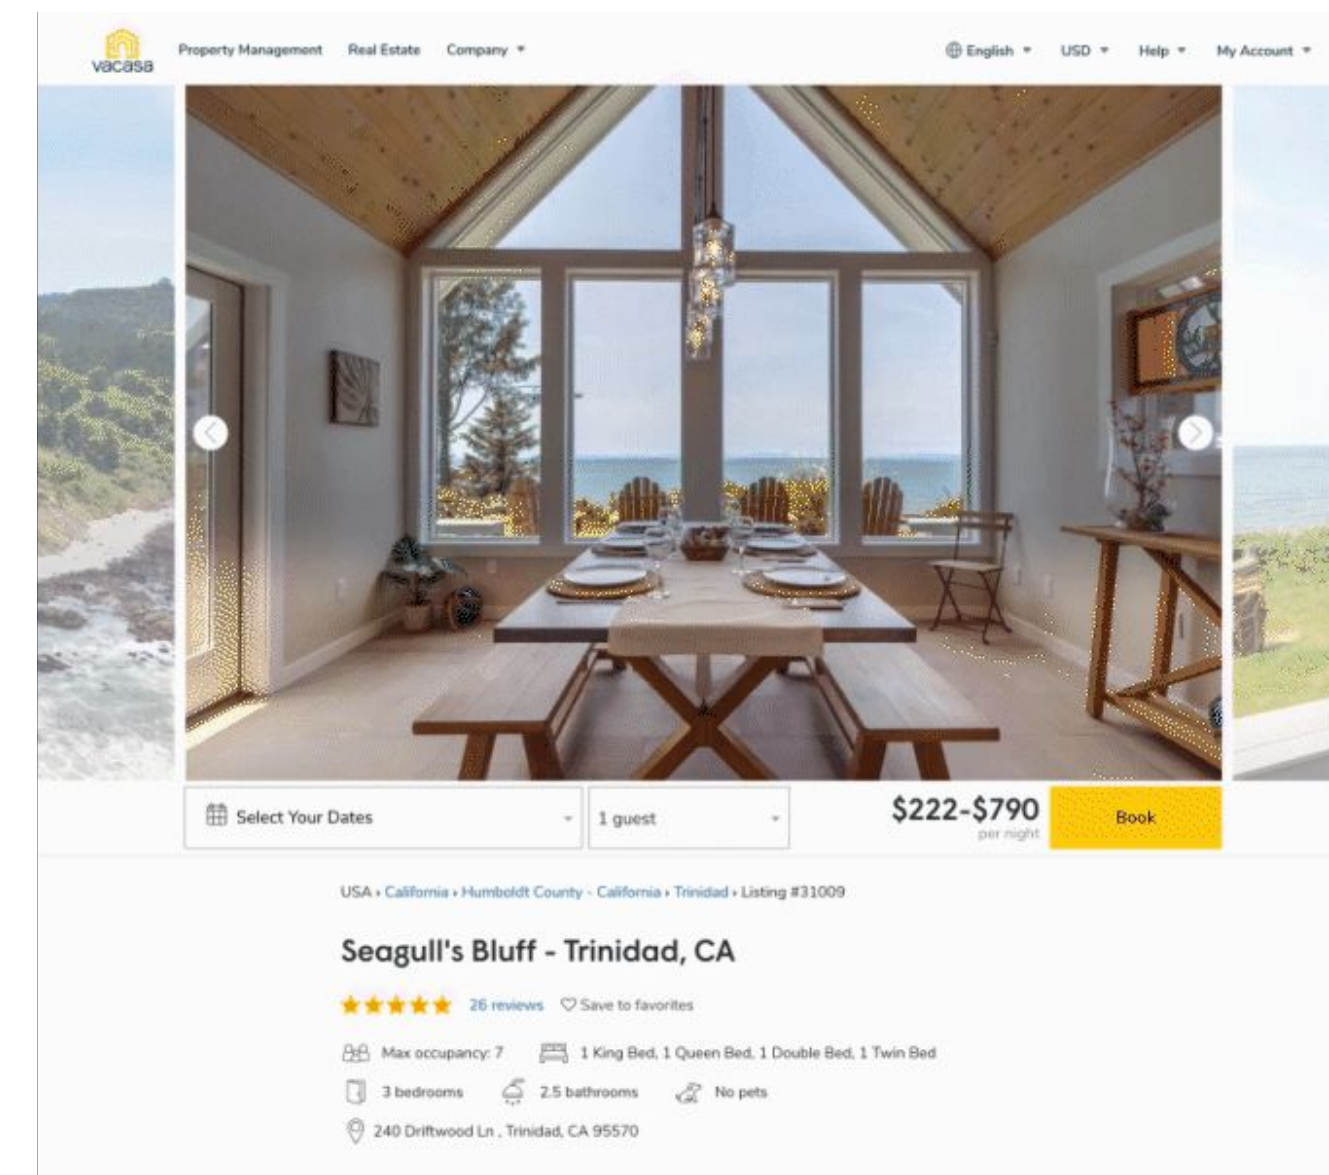 vacasa
Property Management Real Estate Company
English USD Help My Account
Select Your Dates
1 guest
$222-$790
per night
Book
USA › California › Humboldt County - California › Trinidad › Listing #31009
Seagull's Bluff - Trinidad, CA
26 reviews Save to favorites
Max occupancy: 7 1 King Bed, 1 Queen Bed, 1 Double Bed, 1 Twin Bed
3 bedrooms 2.5 bathrooms No pets
240 Driftwood Ln , Trinidad, CA 95570